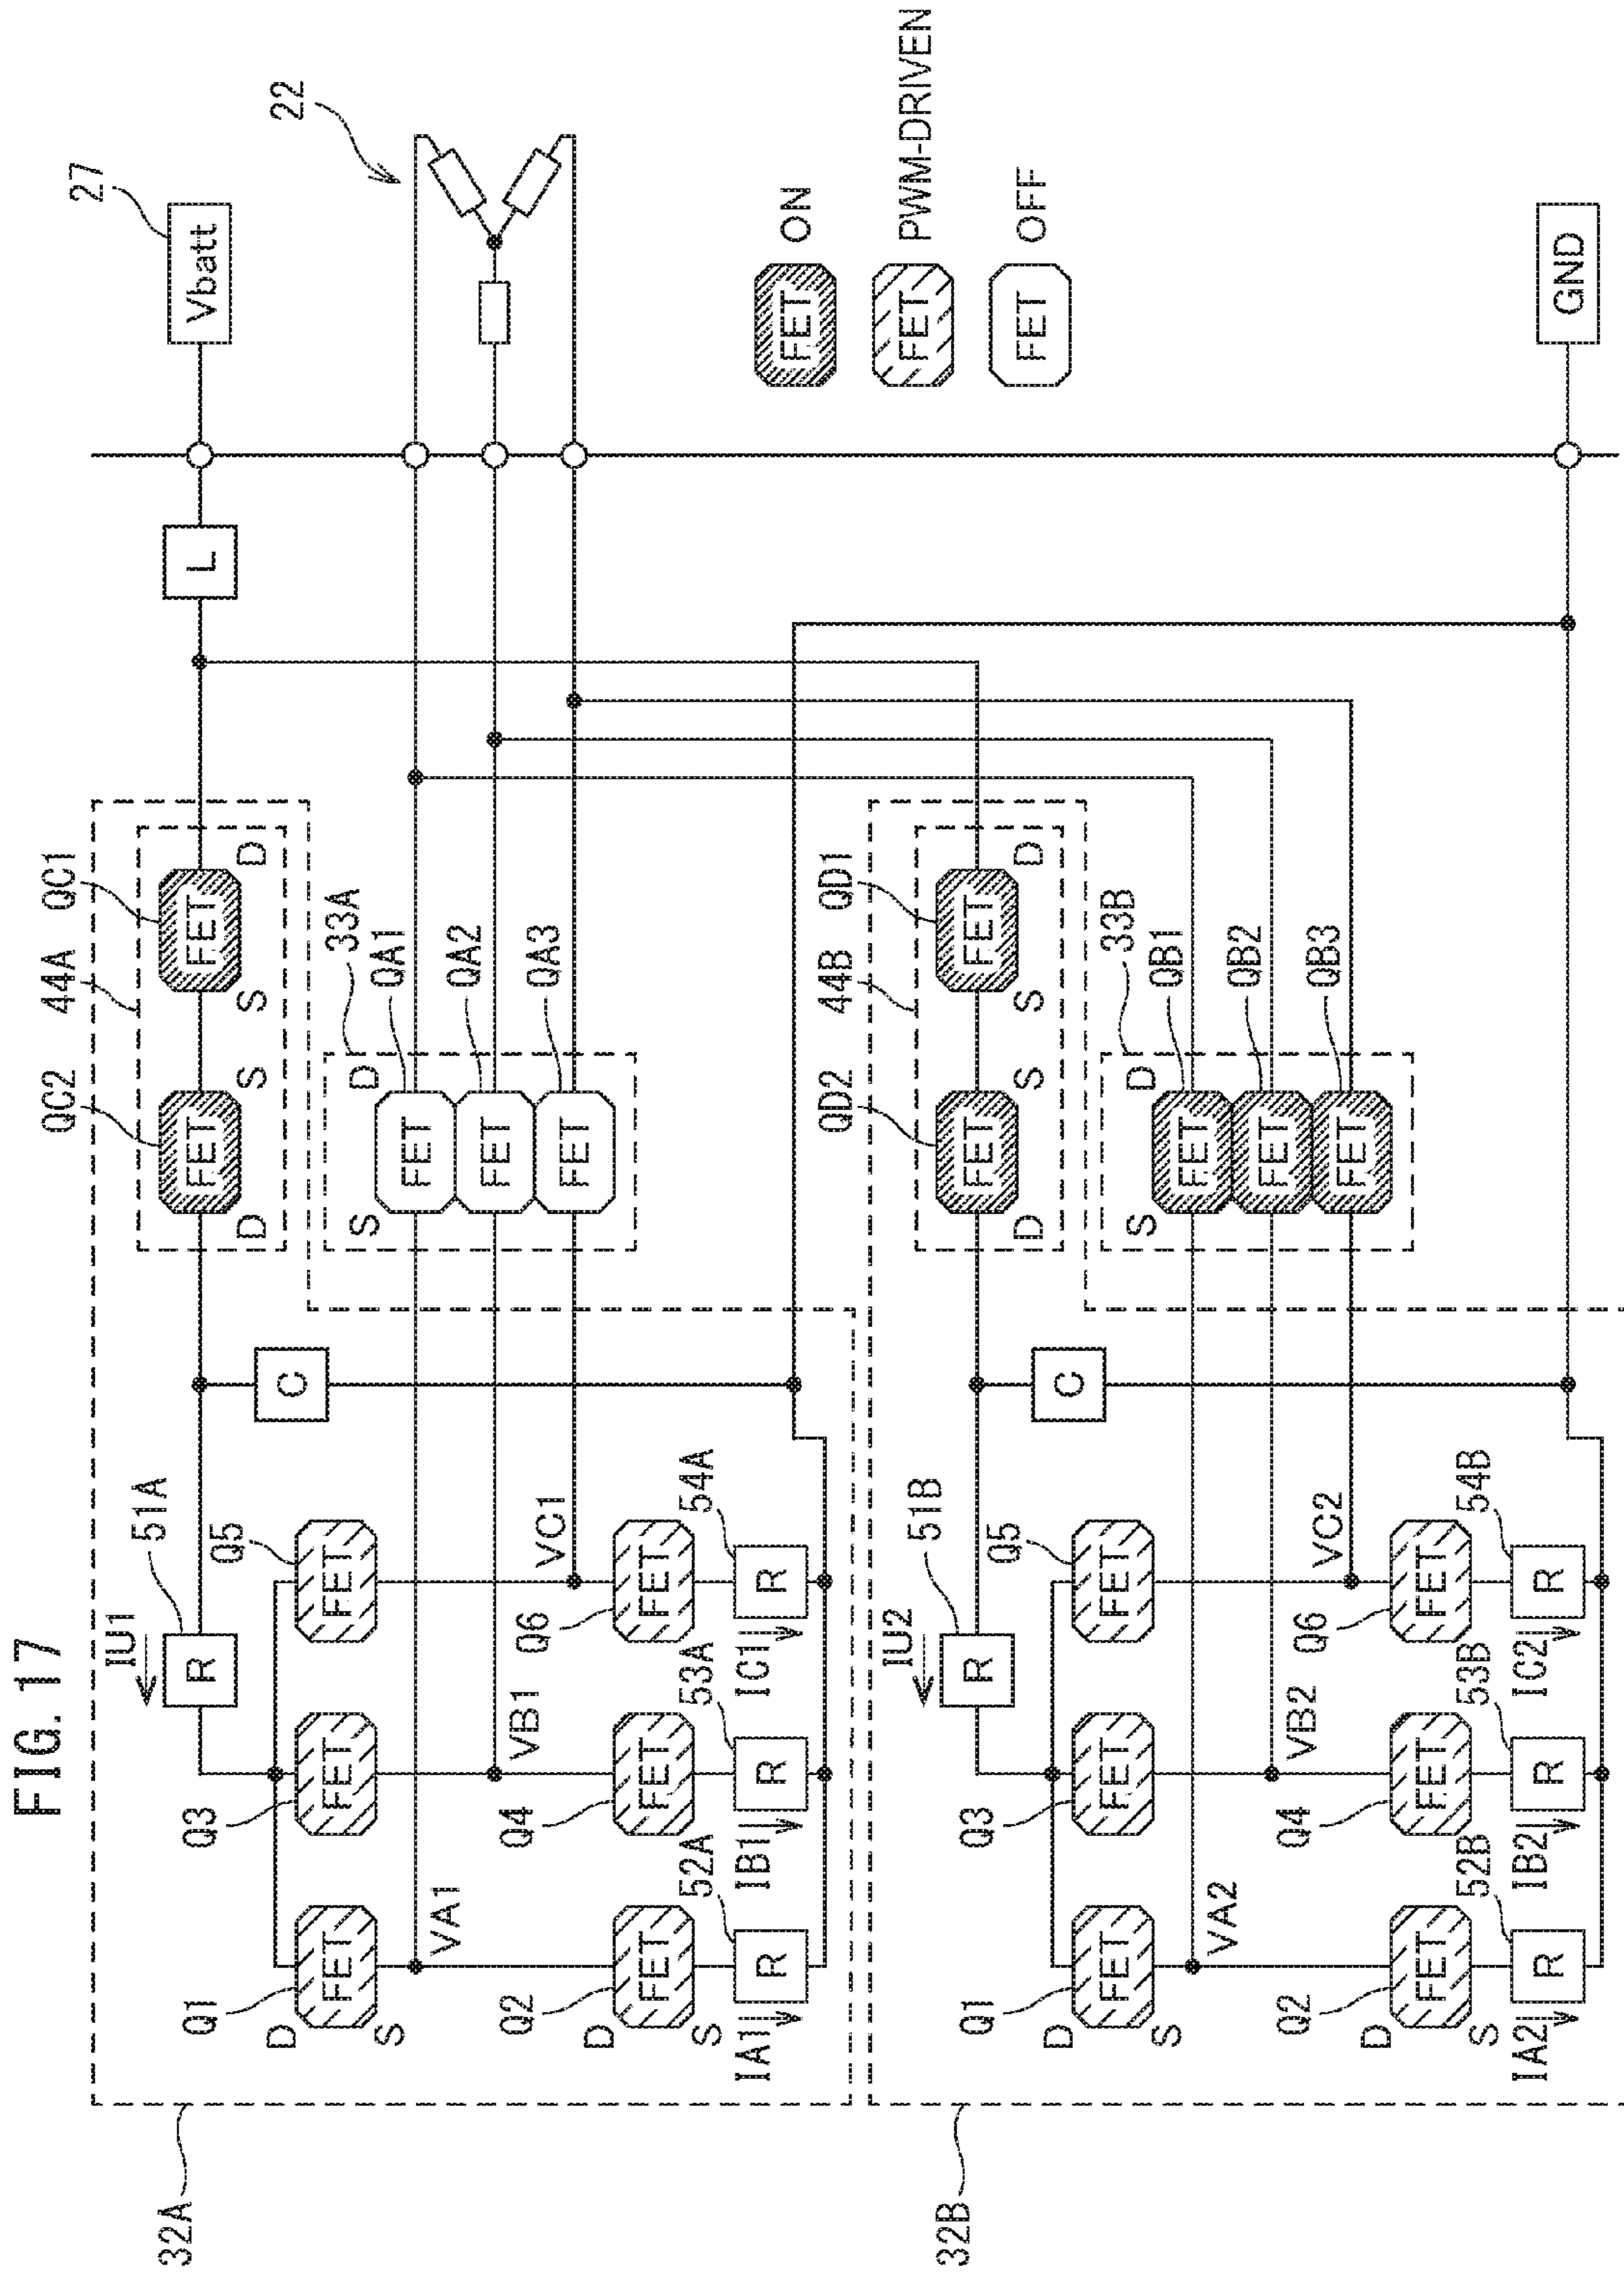 FIG. 17
32A
IU1
51A
R
Q1
D
FET
S
Q3
FET
Q5
FET
VA1
VB1
VC1
Q2
D
FET
S
Q4
FET
Q6
FET
IA1
52A
R
IB1
53A
R
IC1
54A
R
C
44A
QC2
FET
D
S
QC1
FET
S
D
33A
S
D
QA1
FET
QA2
FET
QA3
FET
L
27
Vbatt
22
FET
ON
FET
PWM-DRIVEN
FET
OFF
32B
IU2
51B
R
Q1
D
FET
S
Q3
FET
Q5
FET
VA2
VB2
VC2
Q2
D
FET
S
Q4
FET
Q6
FET
IA2
52B
R
IB2
53B
R
IC2
54B
R
C
44B
QD2
FET
D
S
QD1
FET
S
D
33B
S
D
QB1
FET
QB2
FET
QB3
FET
GND